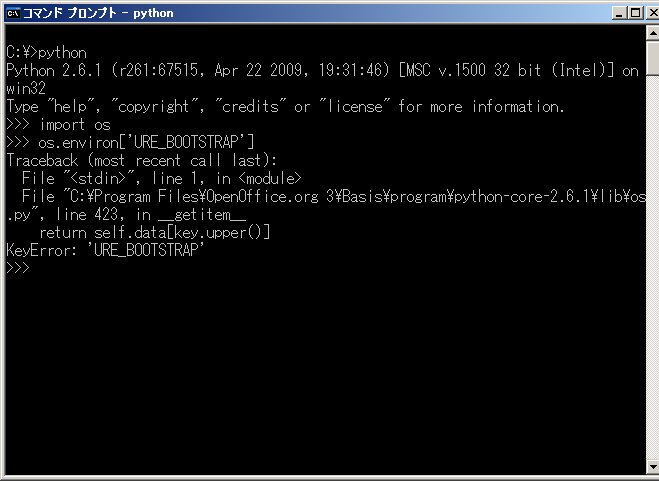 コマンド プロンプト - python
C:¥>python
Python 2.6.1 (r261:67515, Apr 22 2009, 19:31:46) [MSC v.1500 32 bit (Intel)] on
win32
Type "help", "copyright", "credits" or "license" for more information.
>>> import os
>>> os.environ['URE_BOOTSTRAP']
Traceback (most recent call last):
  File "<stdin>", line 1, in <module>
  File "C:¥Program Files¥OpenOffice.org 3¥Basis¥program¥python-core-2.6.1¥lib¥os
.py", line 423, in __getitem__
    return self.data[key.upper()]
KeyError: 'URE_BOOTSTRAP'
>>>